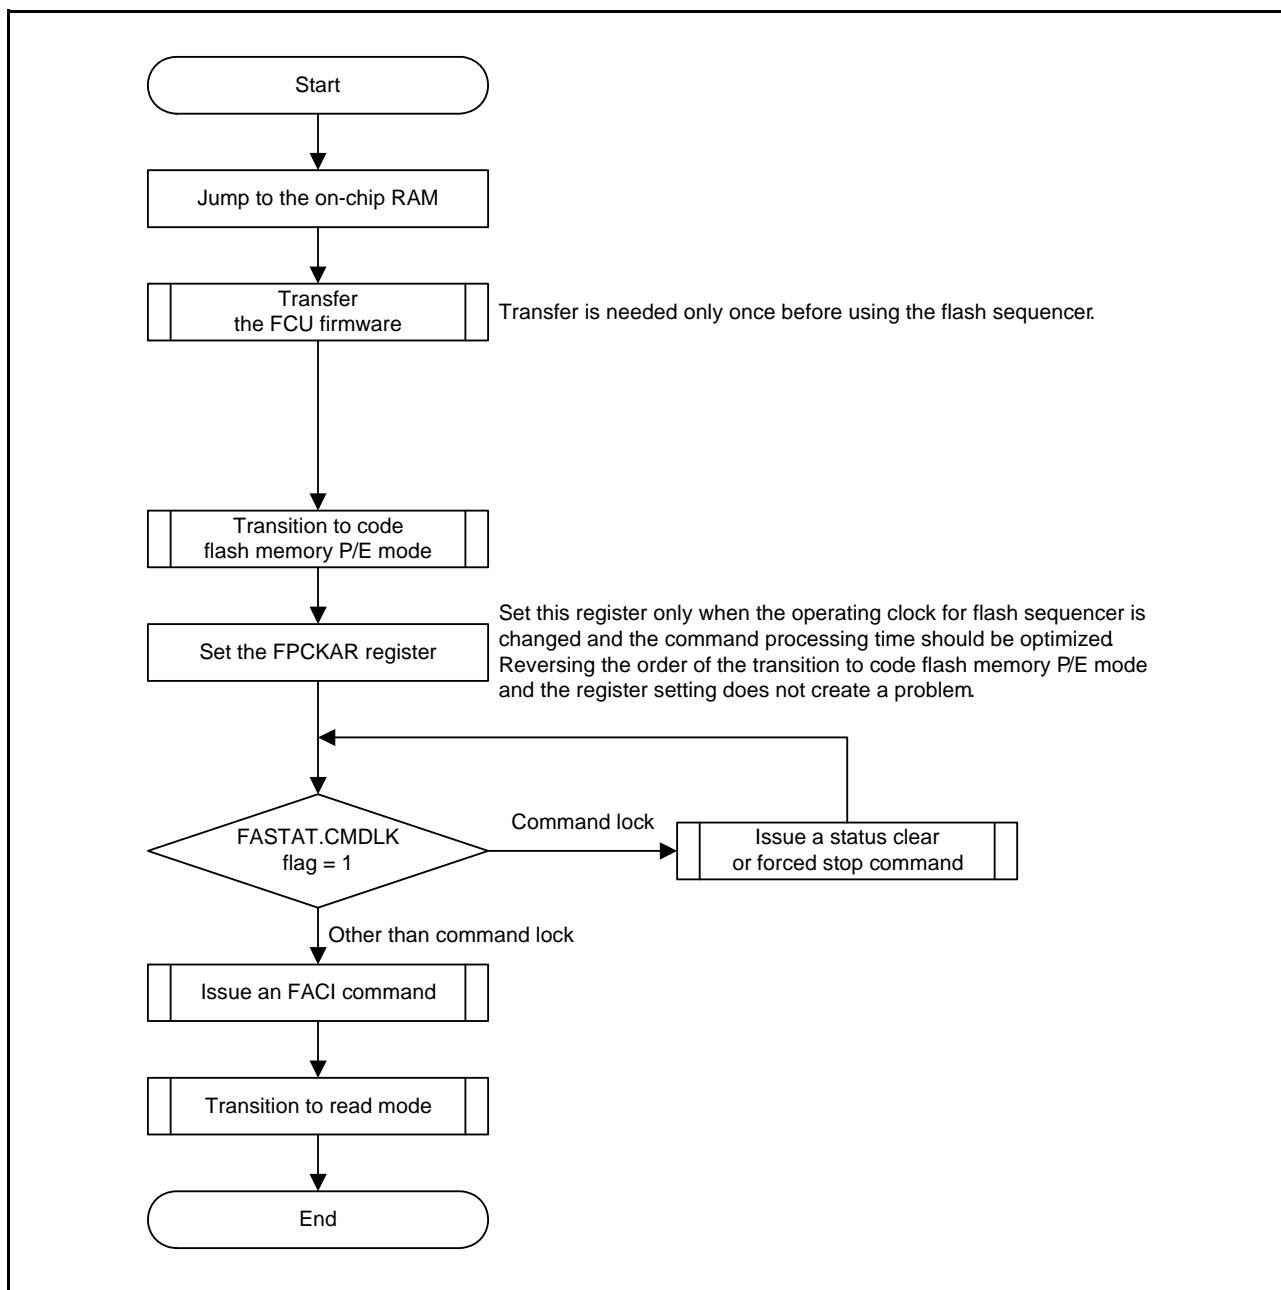 Start
Jump to the on-chip RAM
Transfer
the FCU firmware
Transfer is needed only once before using the flash sequencer.
Transition to code
flash memory P/E mode
Set the FPCKAR register
Set this register only when the operating clock for flash sequencer is
changed and the command processing time should be optimized.
Reversing the order of the transition to code flash memory P/E mode
and the register setting does not create a problem.
FASTAT.CMDLK
flag = 1
Command lock
Issue a status clear
or forced stop command
Other than command lock
Issue an FACI command
Transition to read mode
End